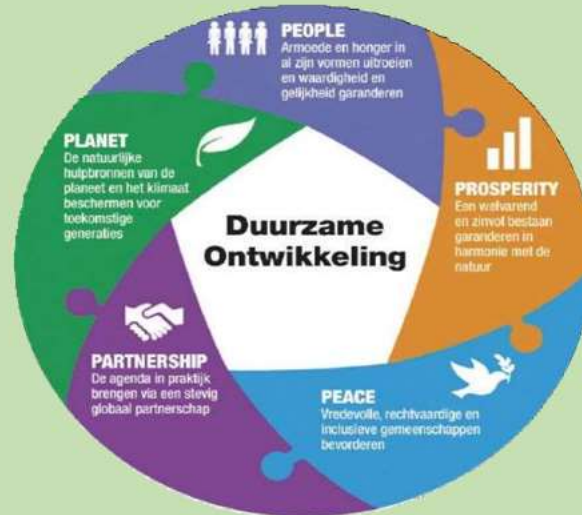 PEOPLE
Armoede en honger in
al zijn vormen uitroeien
en waardigheid en
gelijkheid garanderen
PROSPERITY
Een welvarend
en zinvol bestaan
garanderen in
harmonie met de
natuur
PEACE
Vredevolle, rechtvaardige en
inclusieve gemeenschappen
bevorderen
PARTNERSHIP
De agenda in praktijk
brengen via een stevig
globaal partnerschap
PLANET
De natuurlijke
hulpbronnen van de
planeet en het klimaat
beschermen voor
toekomstige
generaties
Duurzame
Ontwikkeling